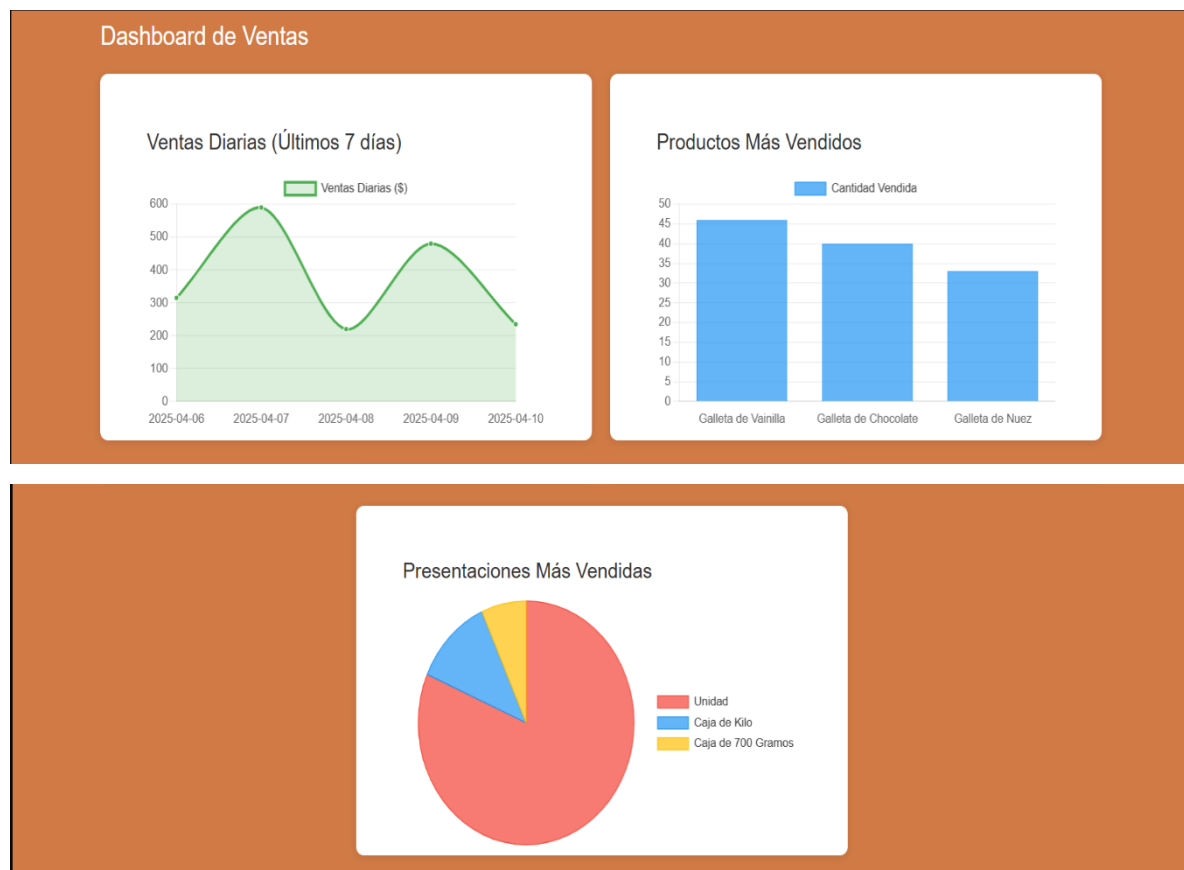 Dashboard de Ventas
Ventas Diarias (Últimos 7 días)
Ventas Diarias ($)
600
500
400
300
200
100
0
2025-04-06 2025-04-07 2025-04-08 2025-04-09 2025-04-10
Productos Más Vendidos
Cantidad Vendida
50
45
40
35
30
25
20
15
10
5
0
Galleta de Vainilla Galleta de Chocolate Galleta de Nuez
Presentaciones Más Vendidas
Unidad
Caja de Kilo
Caja de 700 Gramos